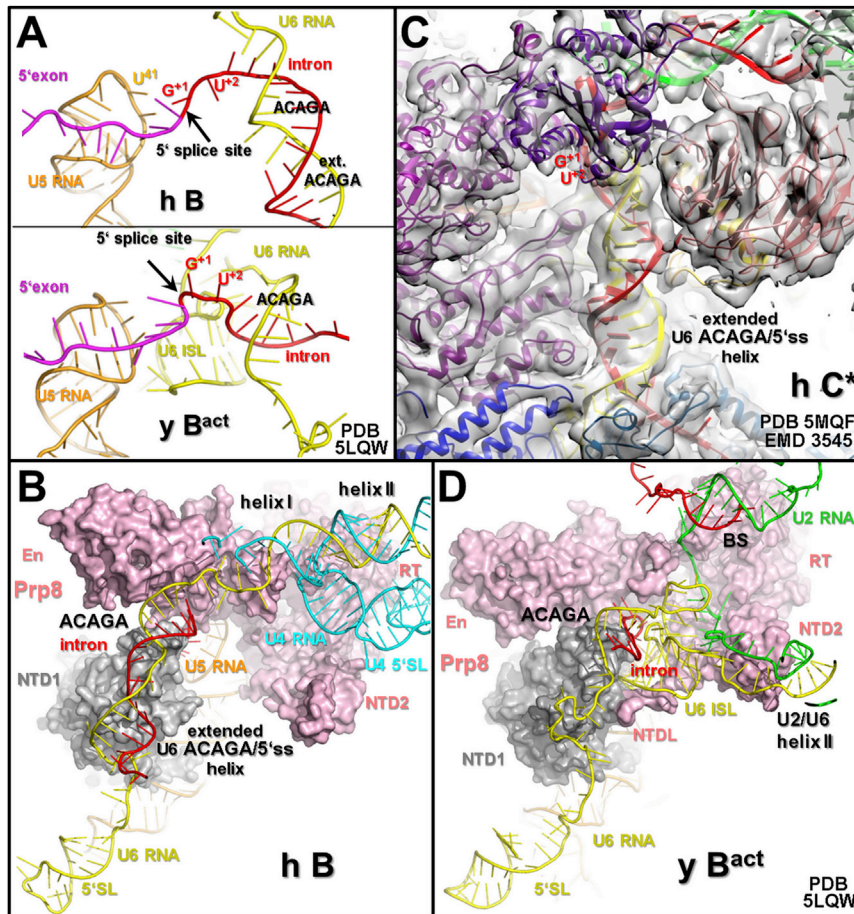 A
U6 RNA
5'exon
U41
G+1
U+2
intron
ACAGA
5' splice site
ext.
ACAGA
U5 RNA
h B
5' splice site
U6 RNA
G+1
U+2
5'exon
ACAGA
U6 ISL
intron
U5 RNA
y Bact
PDB
5LQW
C
G+1
U+2
extended
U6 ACAGA/5'ss
helix
h C*
PDB 5MQF
EMD 3545
B
helix I
helix II
En
Prp8
RT
ACAGA
intron
U4 RNA
U5 RNA
U4 5'SL
NTD1
NTD2
extended
U6 ACAGA/5'ss
helix
U6 RNA
5'SL
h B
D
U2 RNA
BS
RT
En
ACAGA
NTD2
Prp8
intron
U6 ISL
NTDL
U2/U6
helix II
NTD1
U6 RNA
5'SL
y Bact
PDB
5LQW